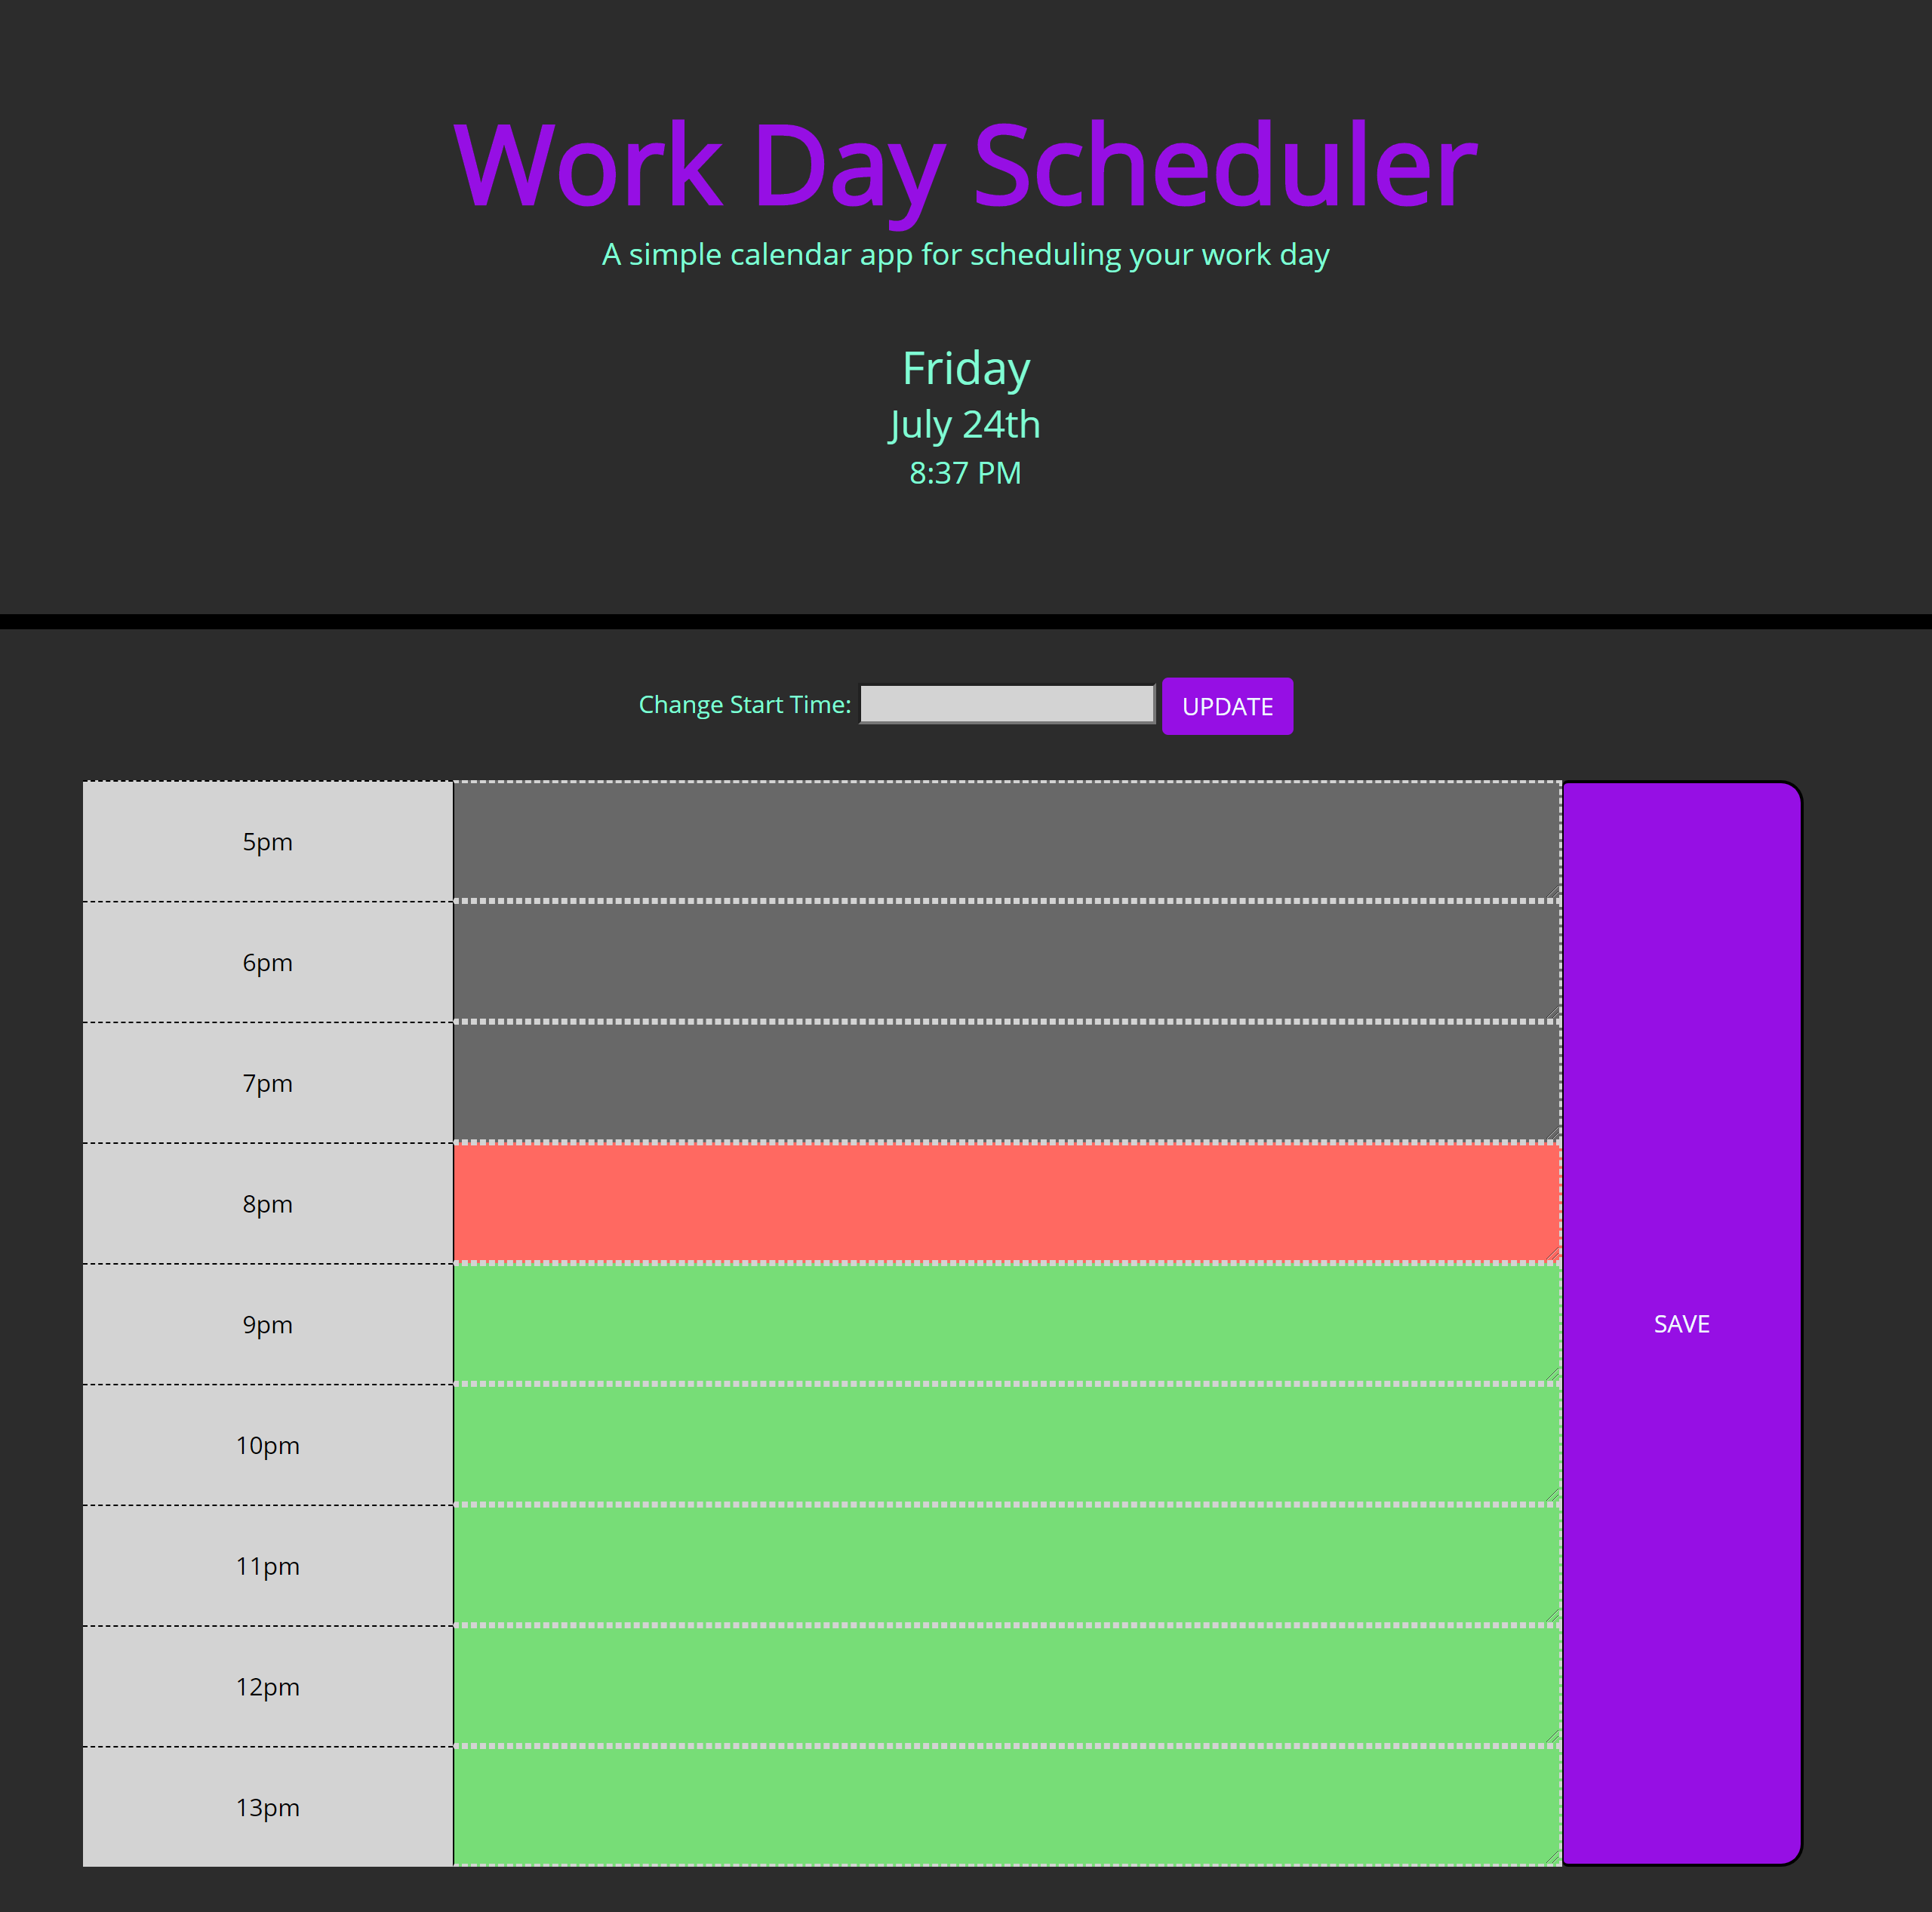 Work Day Scheduler
A simple calendar app for scheduling your work day
Friday
July 24th
8:37 PM
Change Start Time: UPDATE
5pm
6pm
7pm
8pm
9pm
SAVE
10pm
11pm
12pm
13pm